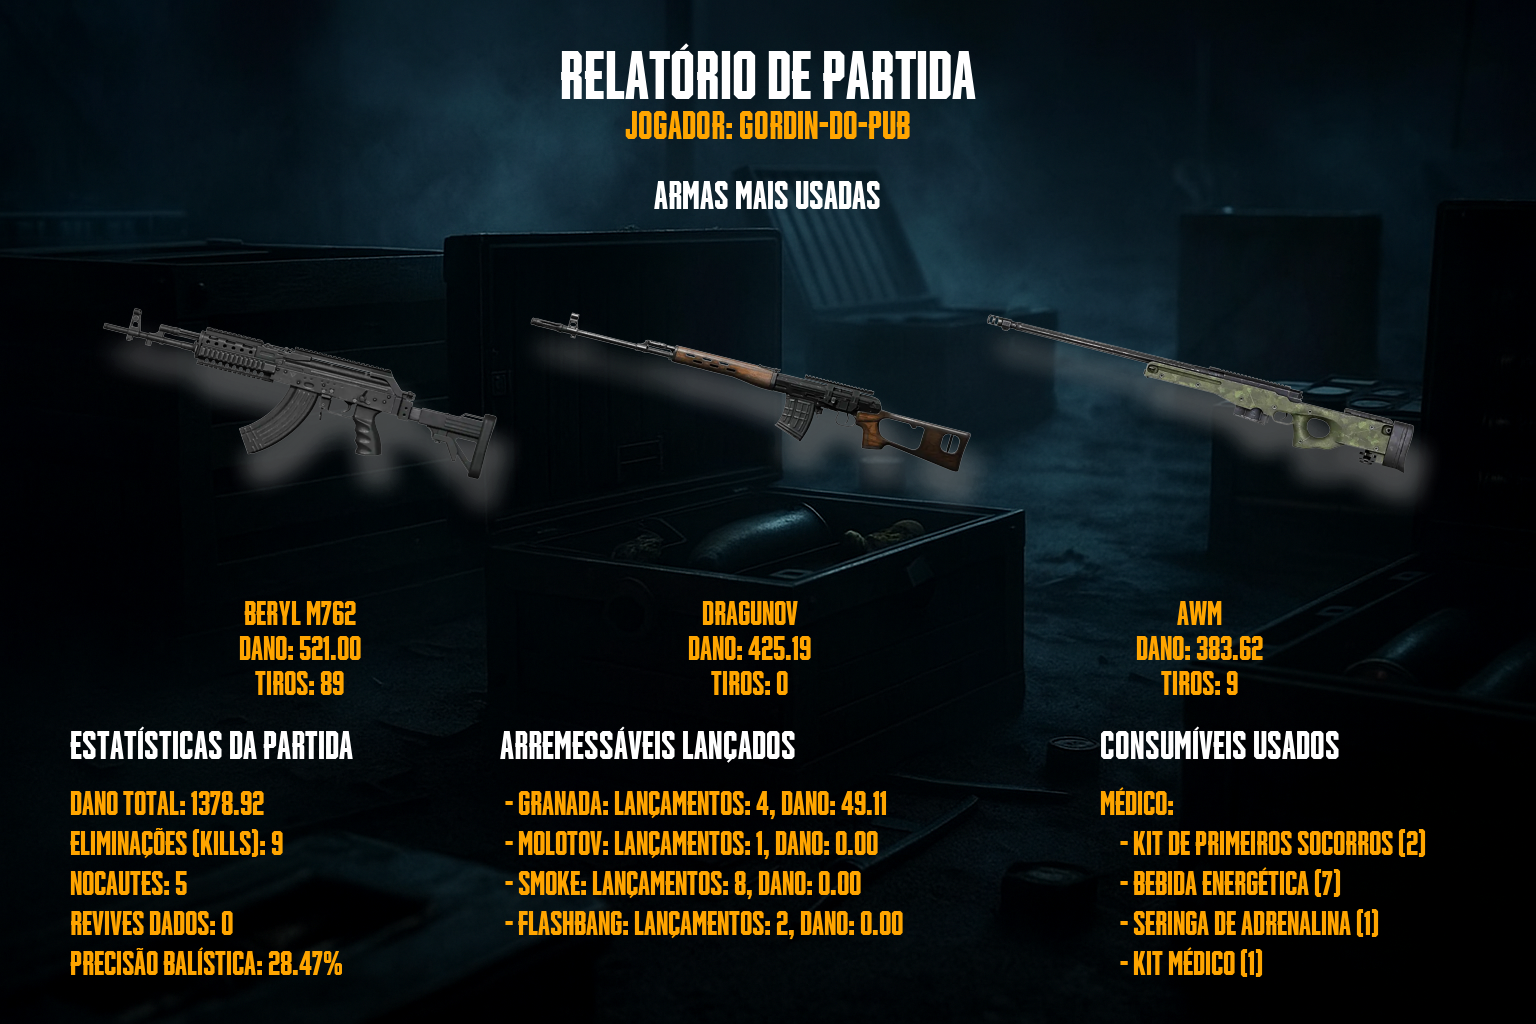 RELATÓRIO DE PARTIDA
JOGADOR: GORDIN-DO-PUB
ARMAS MAIS USADAS
BERYL M762
DANO: 521.00
TIROS: 89
DRAGUNOV
DANO: 425.19
TIROS: 0
AWM
DANO: 383.62
TIROS: 9
ESTATÍSTICAS DA PARTIDA
DANO TOTAL: 1378.92
ELIMINAÇÕES (KILLS): 9
NOCAUTES: 5
REVIVES DADOS: 0
PRECISÃO BALÍSTICA: 28.47%
ARREMESSÁVEIS LANÇADOS
- GRANADA: LANÇAMENTOS: 4, DANO: 49.11
- MOLOTOV: LANÇAMENTOS: 1, DANO: 0.00
- SMOKE: LANÇAMENTOS: 8, DANO: 0.00
- FLASHBANG: LANÇAMENTOS: 2, DANO: 0.00
CONSUMÍVEIS USADOS
MÉDICO:
- KIT DE PRIMEIROS SOCORROS (2)
- BEBIDA ENERGÉTICA (7)
- SERINGA DE ADRENALINA (1)
- KIT MÉDICO (1)